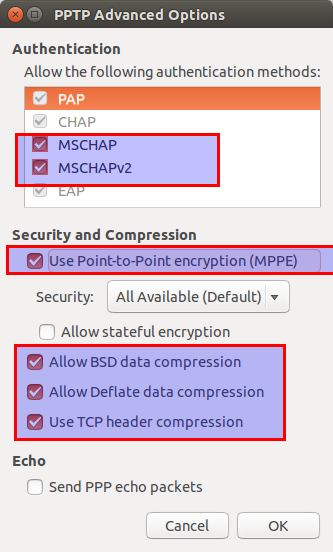 PPTP Advanced Options
Authentication
Allow the following authentication methods:
PAP
CHAP
MSCHAP
MSCHAPv2
EAP
Security and Compression
Use Point-to-Point encryption (MPPE)
Security: All Available (Default)
Allow stateful encryption
Allow BSD data compression
Allow Deflate data compression
Use TCP header compression
Echo
Send PPP echo packets
Cancel OK